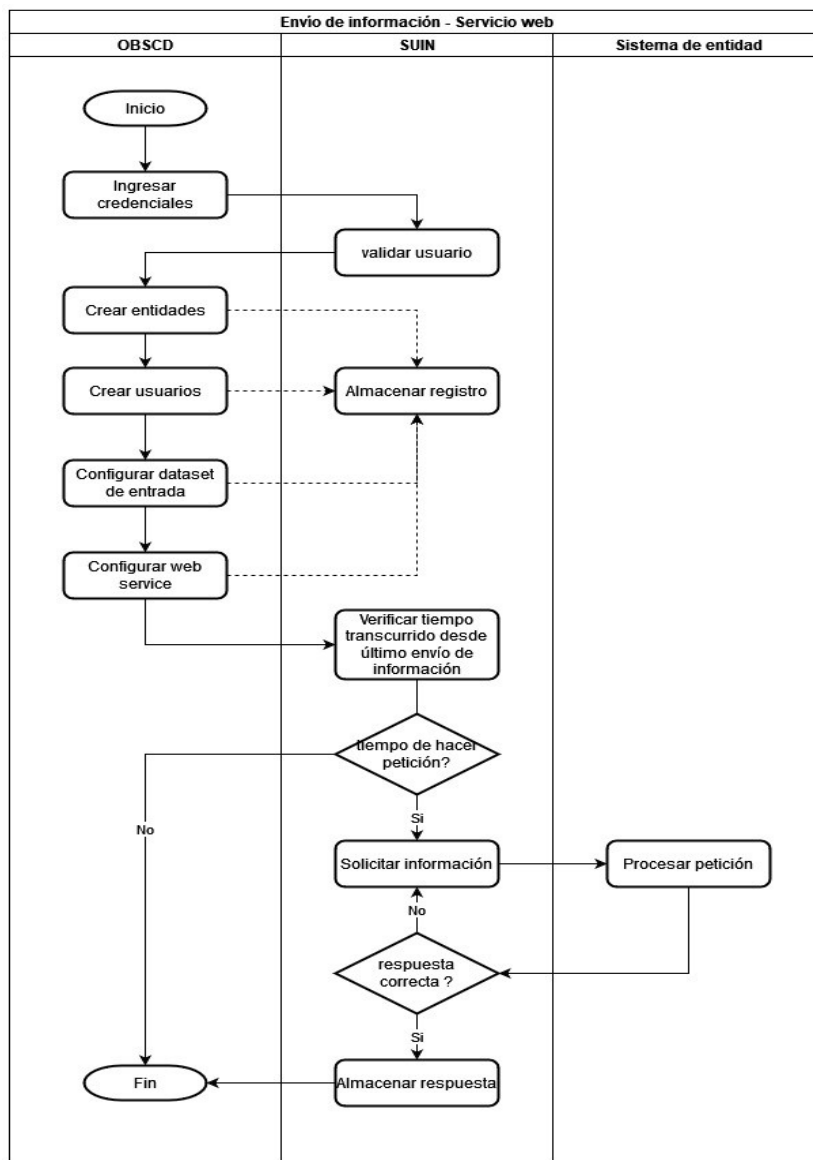 Envío de información - Servicio web
OBSCD
SUIN
Sistema de entidad
Inicio
Ingresar
credenciales
validar usuario
Crear entidades
Crear usuarios
Almacenar registro
Configurar dataset
de entrada
Configurar web
service
Verificar tiempo
transcurrido desde
último envío de
información
tiempo de hacer
petición?
No
Si
Solicitar información
Procesar petición
No
respuesta
correcta ?
Si
Almacenar respuesta
Fin